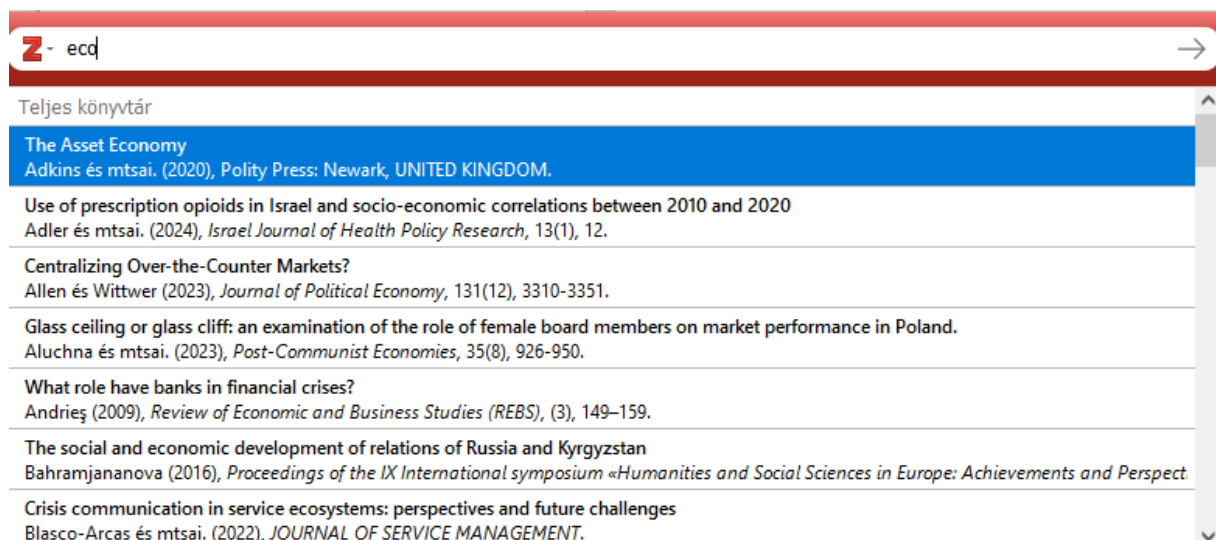 Z
eco
Teljes könyvtár
The Asset Economy
Adkins és mtsai. (2020), Polity Press: Newark, UNITED KINGDOM.
Use of prescription opioids in Israel and socio-economic correlations between 2010 and 2020
Adler és mtsai. (2024), Israel Journal of Health Policy Research, 13(1), 12.
Centralizing Over-the-Counter Markets?
Allen és Wittwer (2023), Journal of Political Economy, 131(12), 3310-3351.
Glass ceiling or glass cliff: an examination of the role of female board members on market performance in Poland.
Aluchna és mtsai. (2023), Post-Communist Economies, 35(8), 926-950.
What role have banks in financial crises?
Andrieş (2009), Review of Economic and Business Studies (REBS), (3), 149–159.
The social and economic development of relations of Russia and Kyrgyzstan
Bahramjananova (2016), Proceedings of the IX International symposium «Humanities and Social Sciences in Europe: Achievements and Perspect
Crisis communication in service ecosystems: perspectives and future challenges
Blasco-Arcas és mtsai. (2022), JOURNAL OF SERVICE MANAGEMENT.